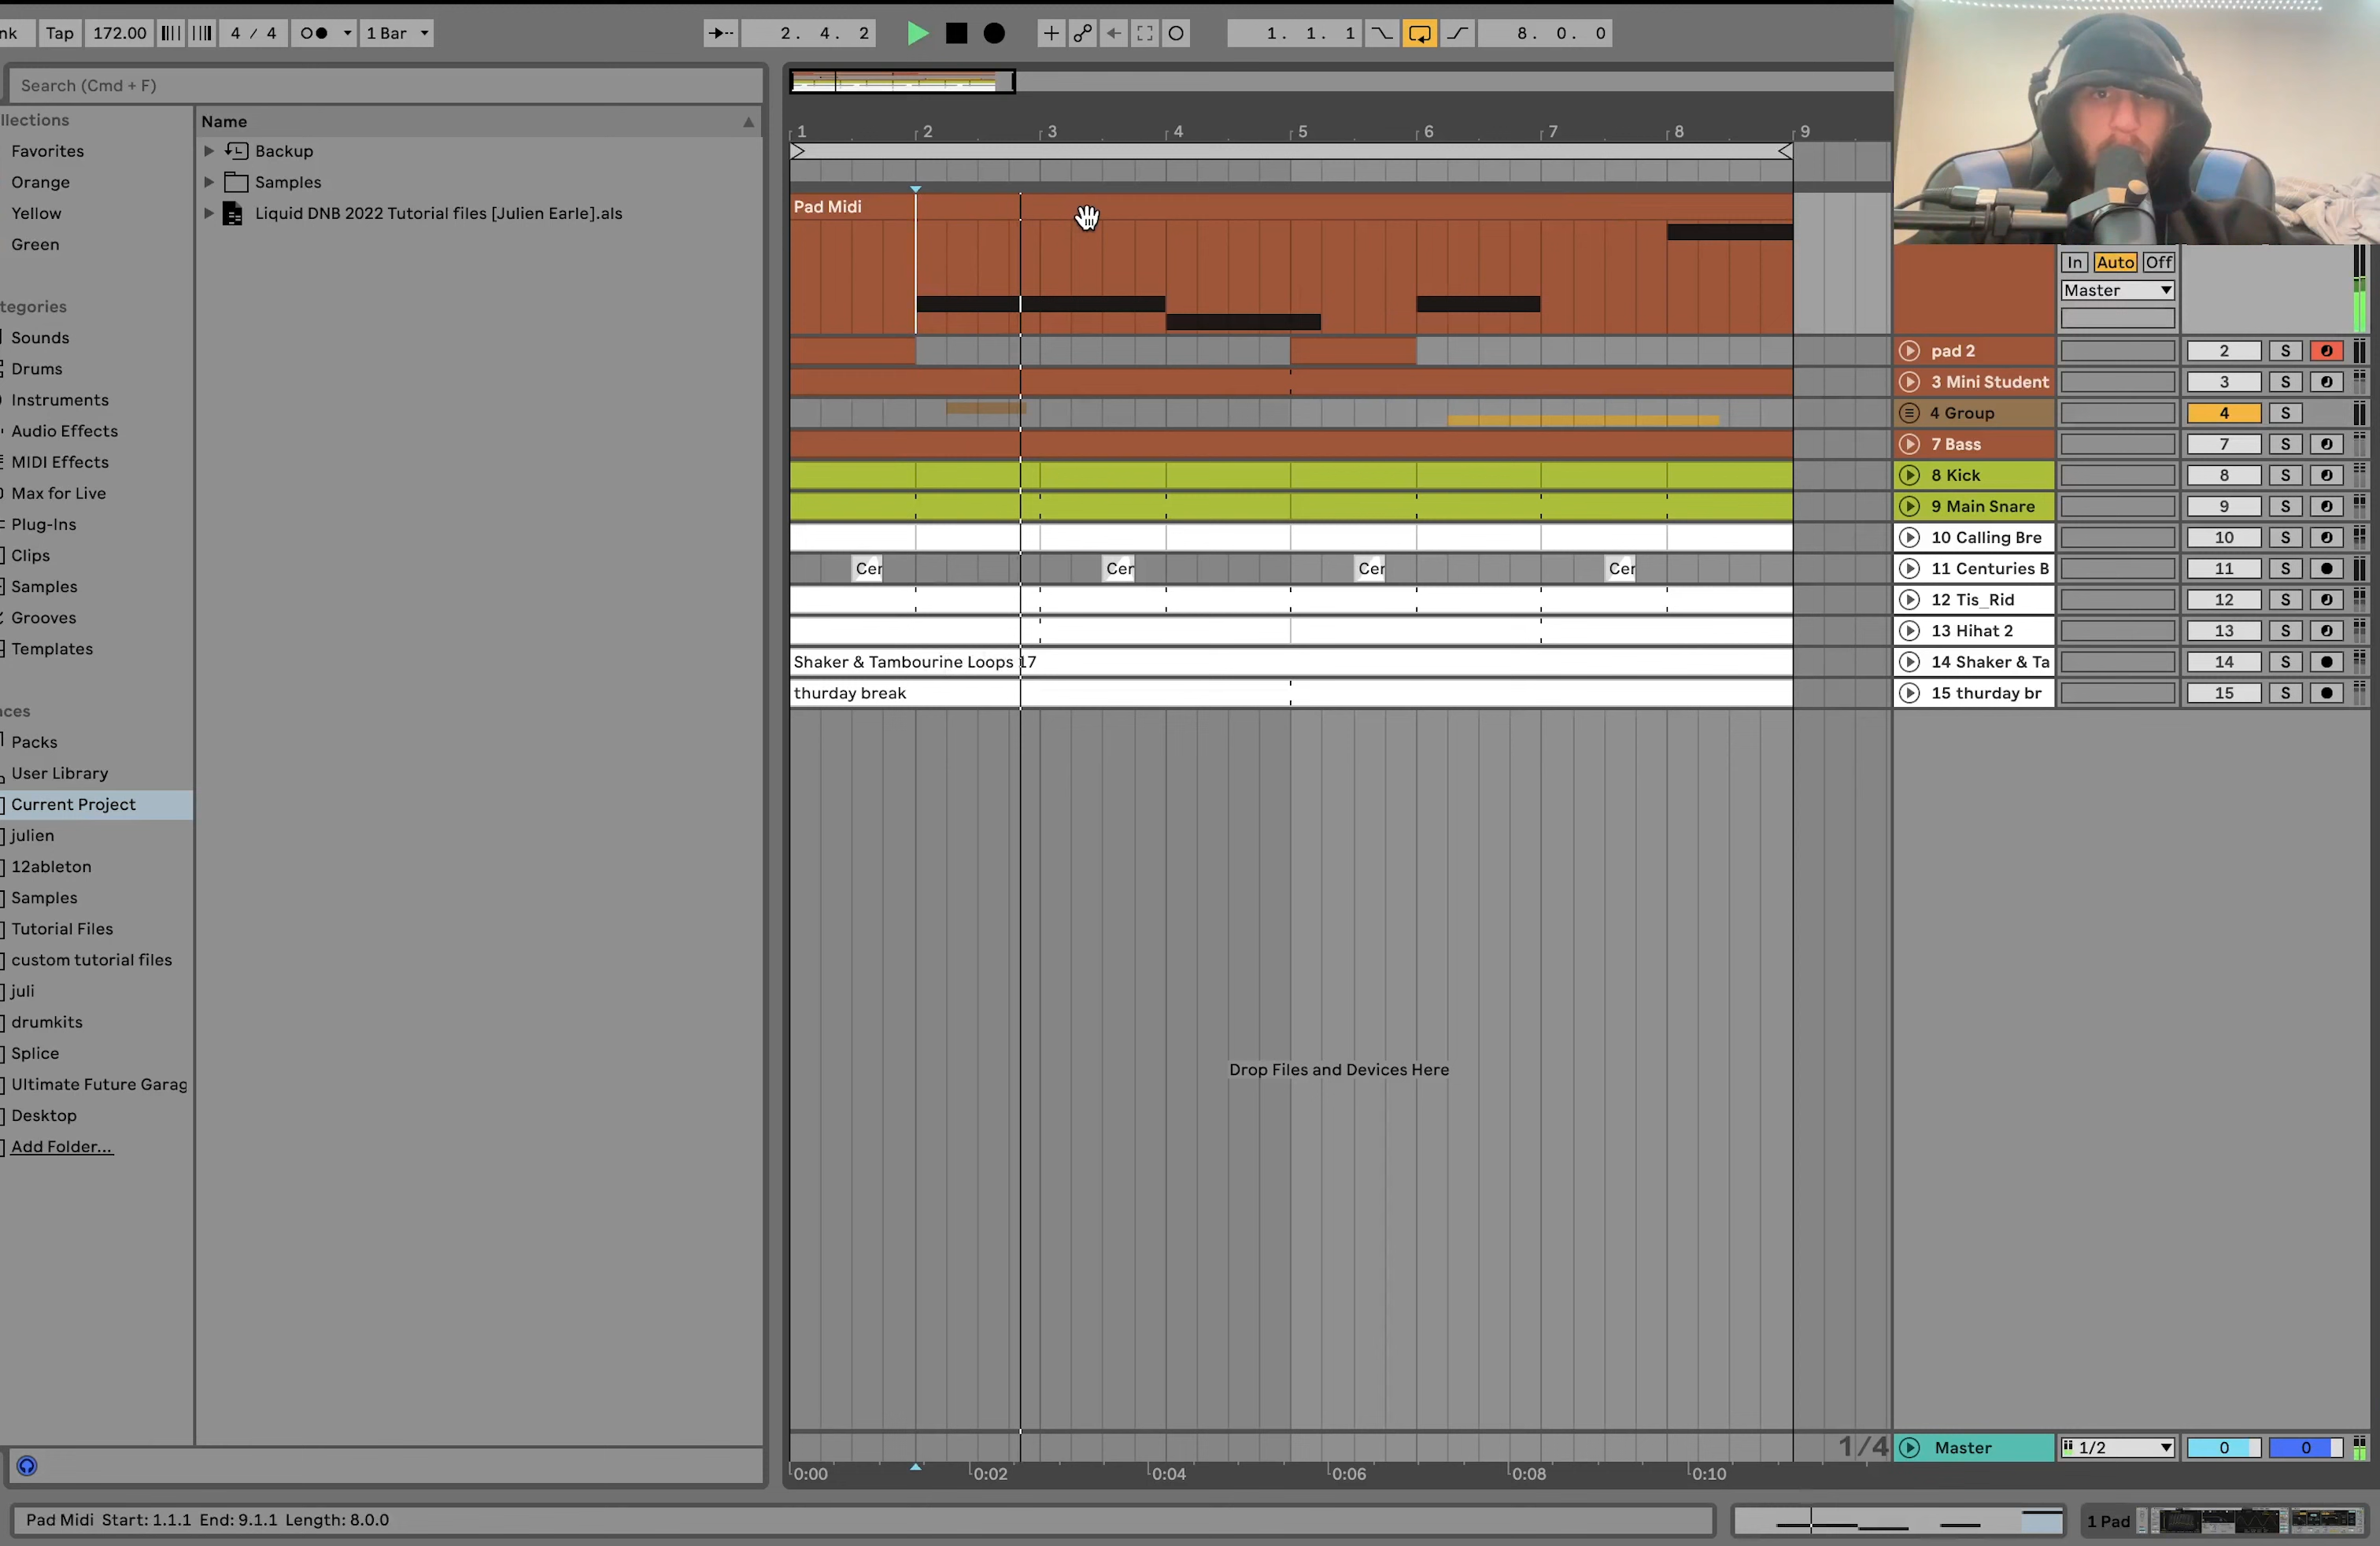 nk Tap 172.00 4 / 4 1 Bar 2. 4. 2 1. 1. 1 8. 0. 0
Search (Cmd + F)
llections
Favorites
Orange
Yellow
Green
tegories
Sounds
Drums
Instruments
Audio Effects
MIDI Effects
Max for Live
Plug-Ins
Clips
Samples
Grooves
Templates
aces
Packs
User Library
Current Project
julien
12ableton
Samples
Tutorial Files
custom tutorial files
juli
drumkits
Splice
Ultimate Future Garag
Desktop
Add Folder...
Name
Backup
Samples
Liquid DNB 2022 Tutorial files [Julien Earle].als
1 2 3 4 5 6 7 8 9
Pad Midi
Cer Cer Cer Cer
Shaker & Tambourine Loops 17
thurday break
Drop Files and Devices Here
1/4
0:00 0:02 0:04 0:06 0:08 0:10
In Auto Off
Master
pad 2 2 S
3 Mini Student 3 S
4 Group 4 S
7 Bass 7 S
8 Kick 8 S
9 Main Snare 9 S
10 Calling Bre 10 S
11 Centuries B 11 S
12 Tis_Rid 12 S
13 Hihat 2 13 S
14 Shaker & Ta 14 S
15 thurday br 15 S
Master 1/2 0 0
Pad Midi Start: 1.1.1 End: 9.1.1 Length: 8.0.0
1 Pad